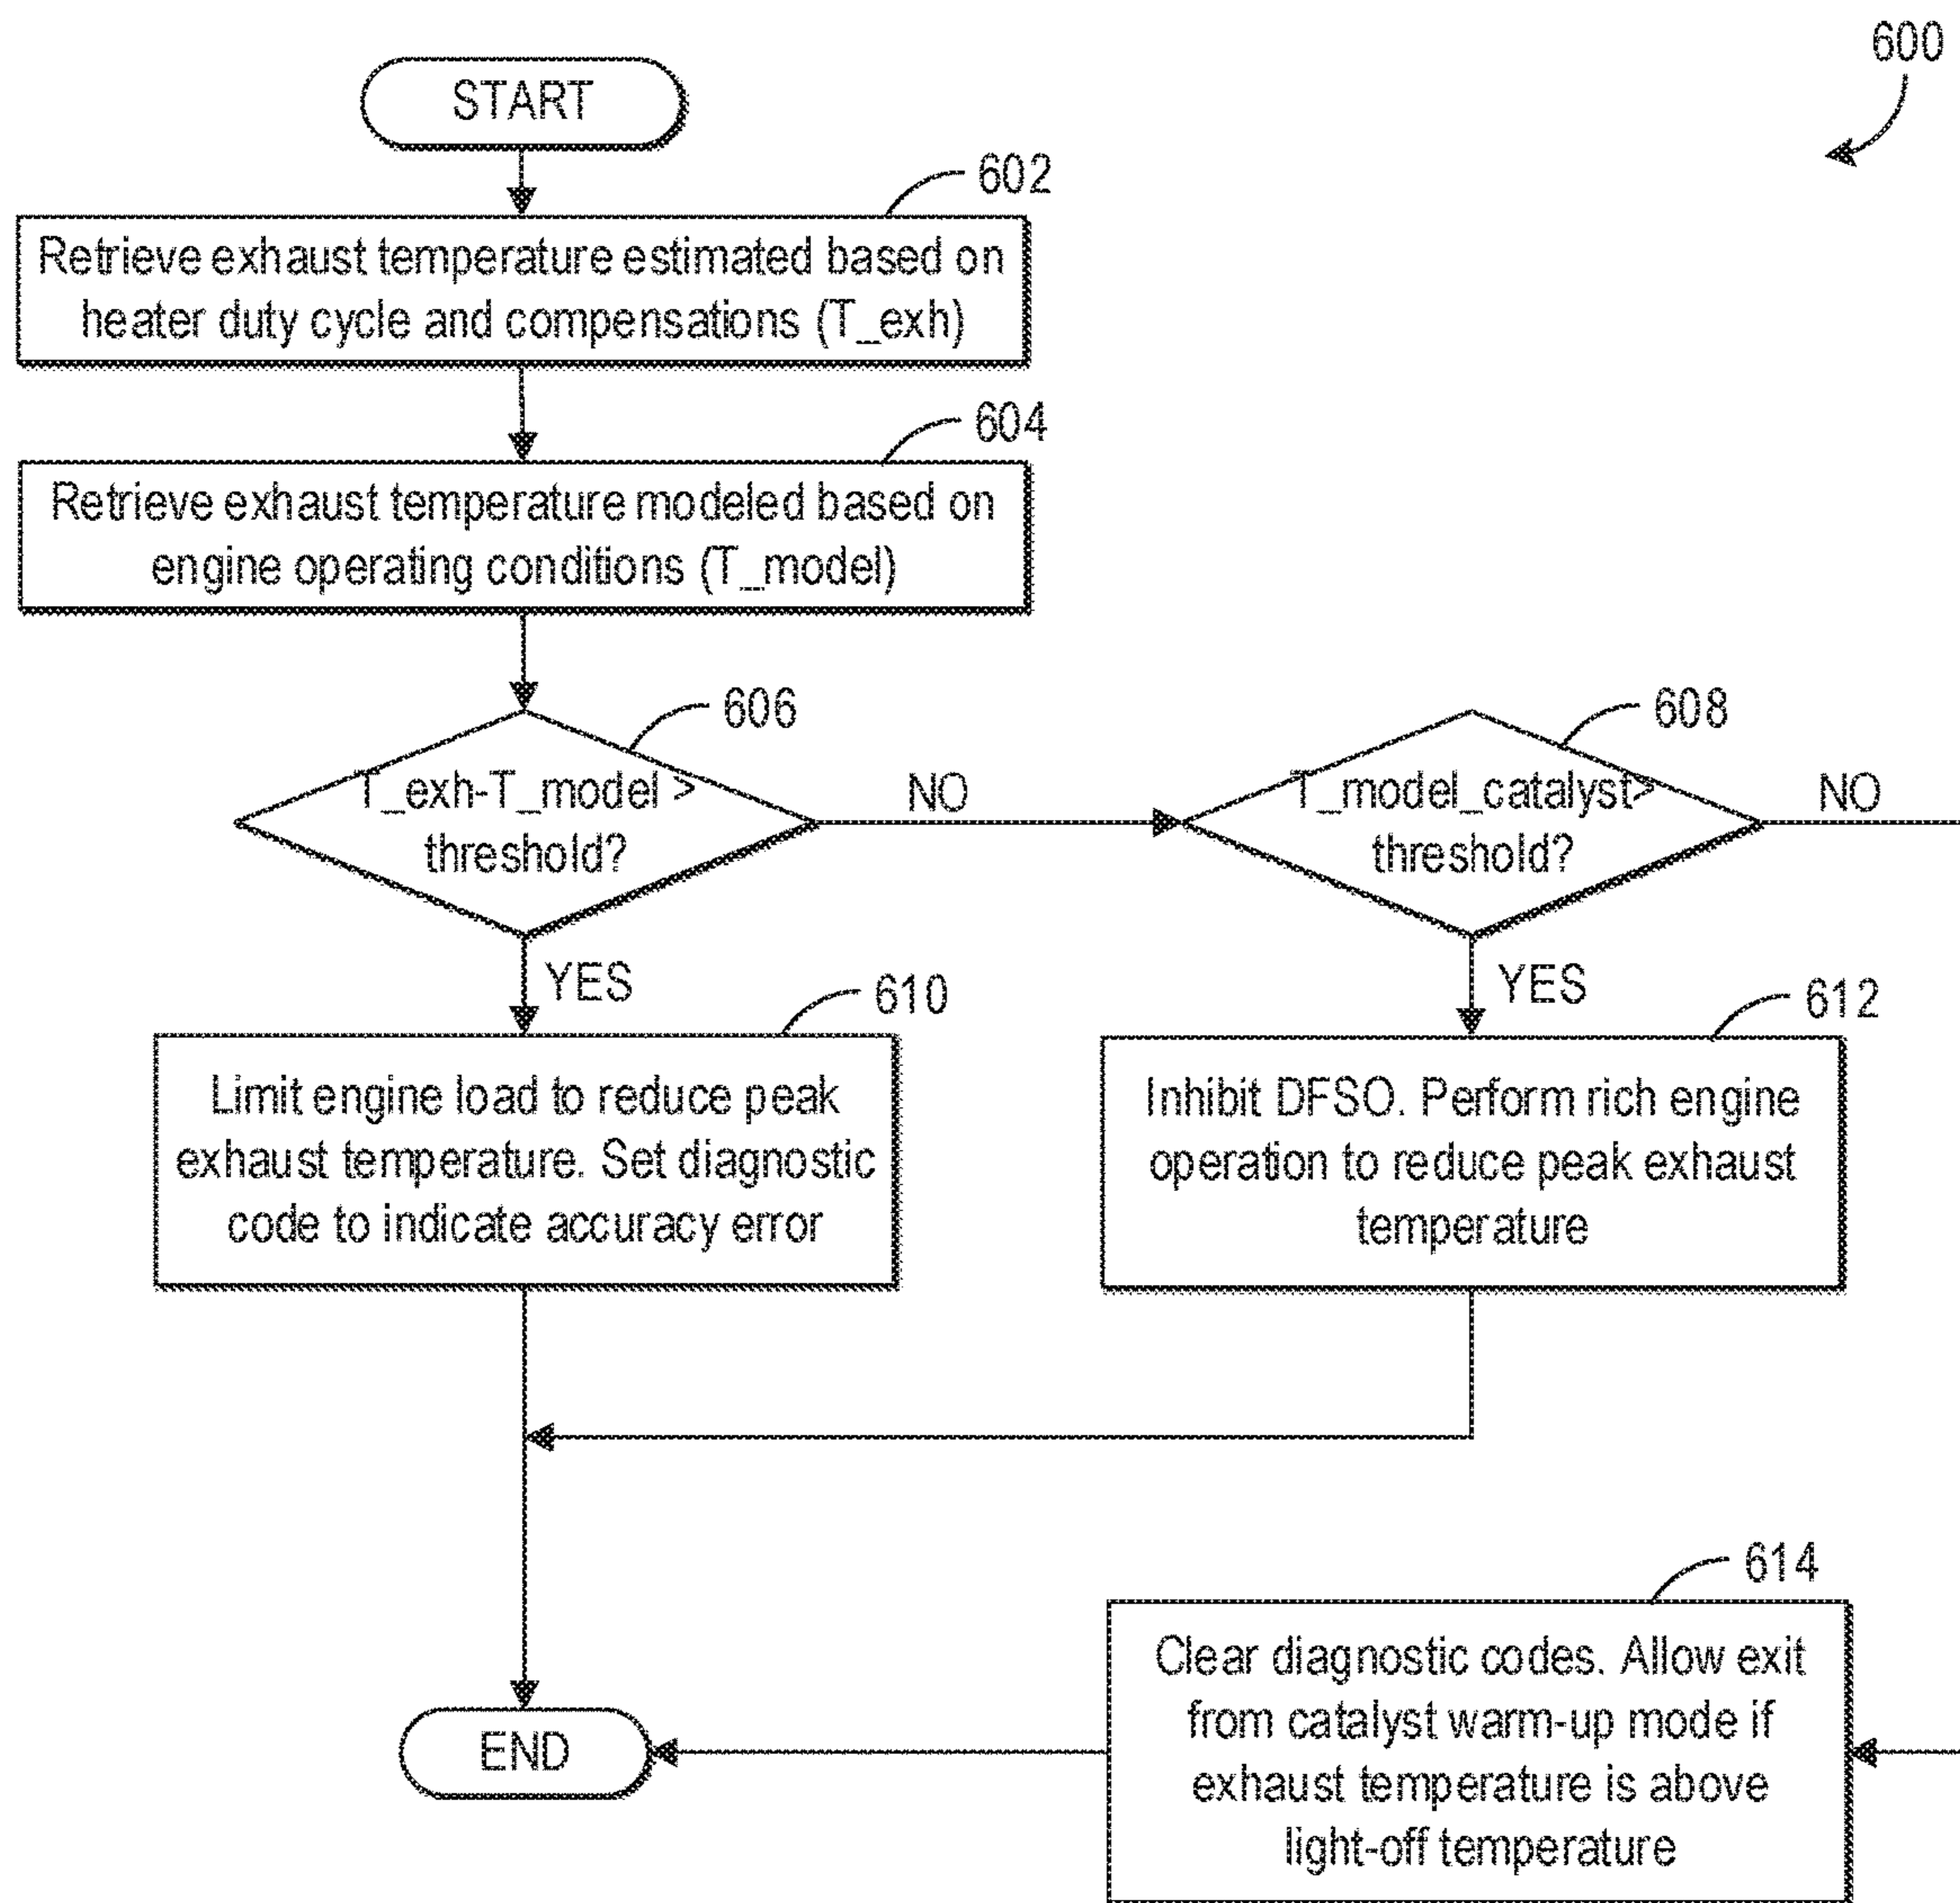 600
START
602
Retrieve exhaust temperature estimated based on
heater duty cycle and compensations (T_exh)
604
Retrieve exhaust temperature modeled based on
engine operating conditions (T_model)
606
T_exh-T_model >
threshold?
NO
608
T_model_catalyst>
threshold?
NO
YES
610
Limit engine load to reduce peak
exhaust temperature. Set diagnostic
code to indicate accuracy error
YES
612
Inhibit DFSO. Perform rich engine
operation to reduce peak exhaust
temperature
614
Clear diagnostic codes. Allow exit
from catalyst warm-up mode if
exhaust temperature is above
light-off temperature
END